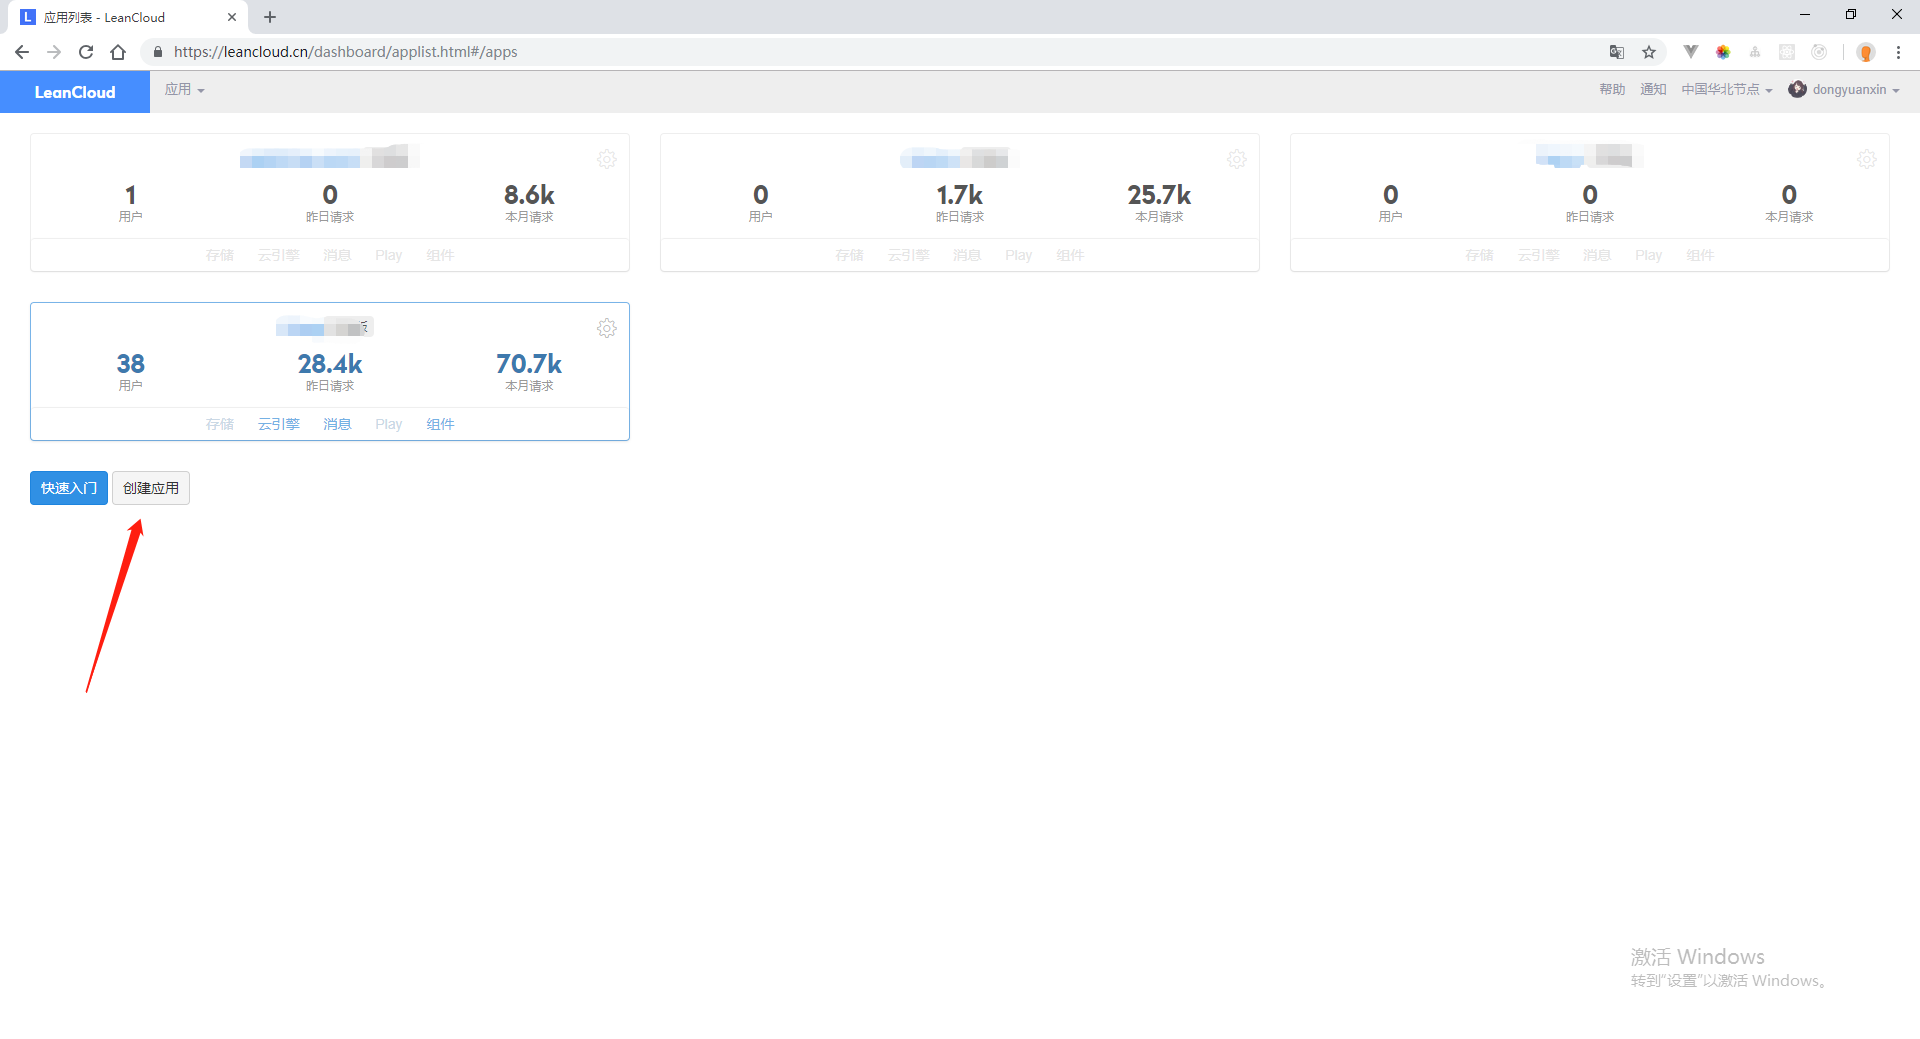 应用列表 - LeanCloud
https://leancloud.cn/dashboard/applist.html#/apps
LeanCloud 应用 帮助 通知 中国华北节点 dongyuanxin
1 0 8.6k
用户 昨日请求 本月请求
存储 云引擎 消息 Play 组件
0 1.7k 25.7k
用户 昨日请求 本月请求
存储 云引擎 消息 Play 组件
0 0 0
用户 昨日请求 本月请求
存储 云引擎 消息 Play 组件
38 28.4k 70.7k
用户 昨日请求 本月请求
存储 云引擎 消息 Play 组件
快速入门 创建应用
激活 Windows
转到“设置”以激活 Windows。